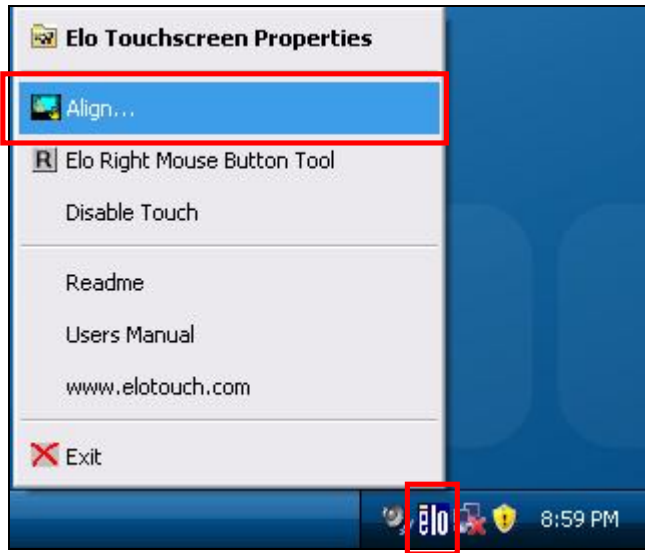 Elo Touchscreen Properties
Align...
R Elo Right Mouse Button Tool
Disable Touch
Readme
Users Manual
www.elotouch.com
Exit
ēlo 8:59 PM